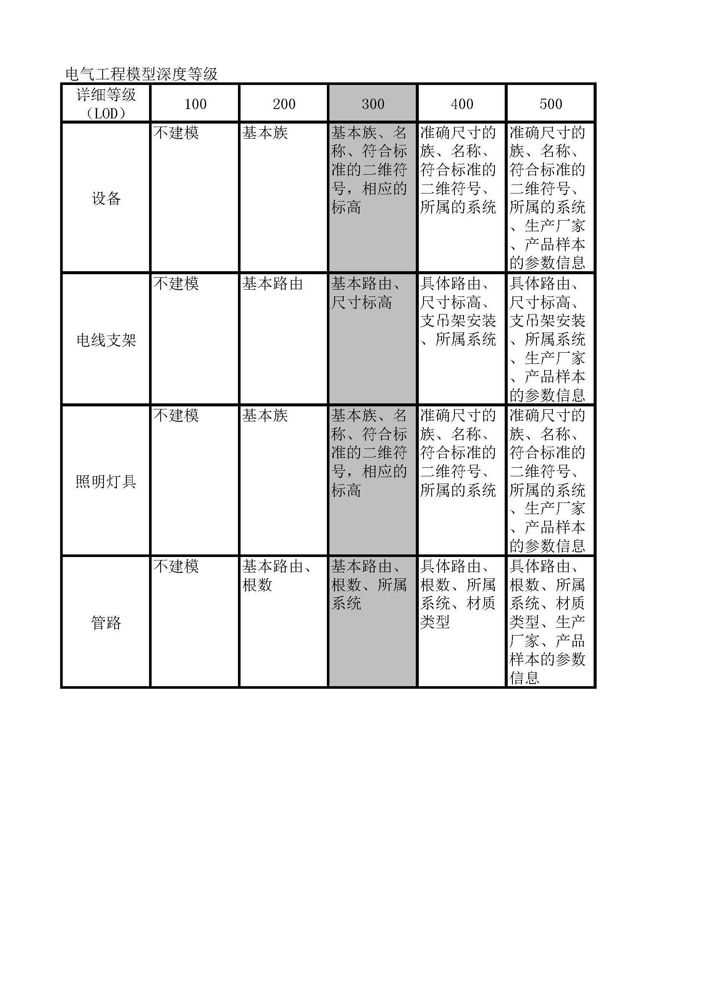 电气工程模型深度等级
详细等级
（LOD）
100
200
300
400
500
设备
不建模
基本族
基本族、名
称、符合标
准的二维符
号，相应的
标高
准确尺寸的
族、名称、
符合标准的
二维符号、
所属的系统
准确尺寸的
族、名称、
符合标准的
二维符号、
所属的系统
、生产厂家
、产品样本
的参数信息
电线支架
不建模
基本路由
基本路由、
尺寸标高
具体路由、
尺寸标高、
支吊架安装
、所属系统
具体路由、
尺寸标高、
支吊架安装
、所属系统
、生产厂家
、产品样本
的参数信息
照明灯具
不建模
基本族
基本族、名
称、符合标
准的二维符
号，相应的
标高
准确尺寸的
族、名称、
符合标准的
二维符号、
所属的系统
准确尺寸的
族、名称、
符合标准的
二维符号、
所属的系统
、生产厂家
、产品样本
的参数信息
管路
不建模
基本路由、
根数
基本路由、
根数、所属
系统
具体路由、
根数、所属
系统、材质
类型
具体路由、
根数、所属
系统、材质
类型、生产
厂家、产品
样本的参数
信息